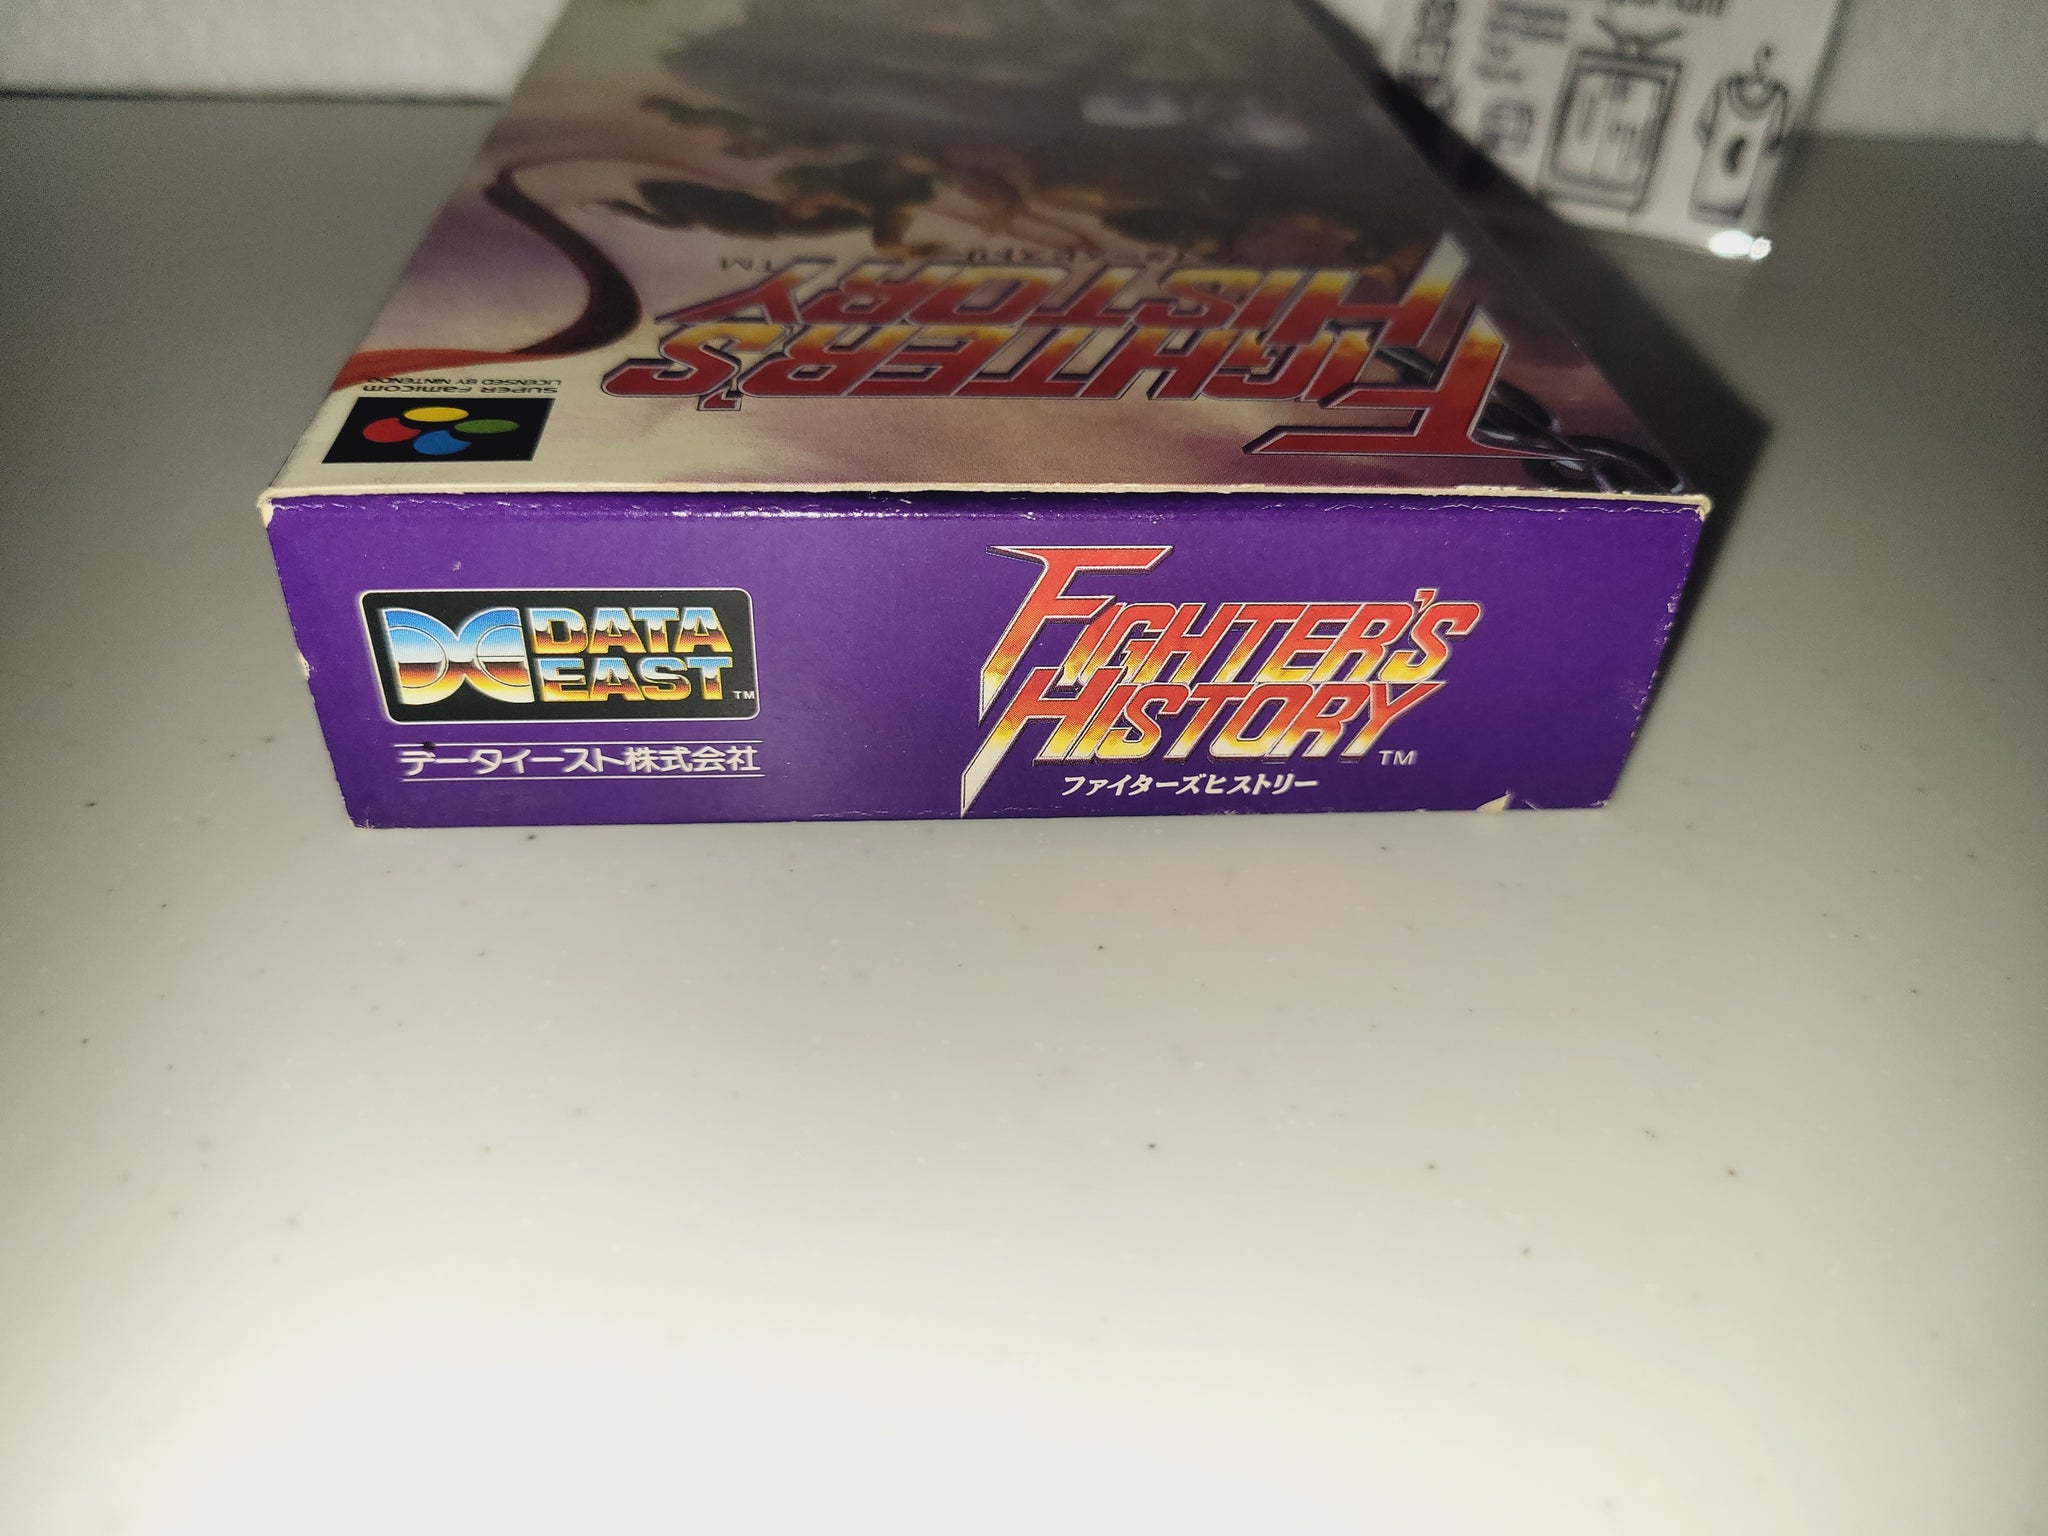 FIGHTER'S
HISTORY
TM
SUPER FAMICOM
LICENSED BY NINTENDO
DATA
EAST
TM
データイースト株式会社
FIGHTER'S
HISTORY
TM
ファイターズヒストリー